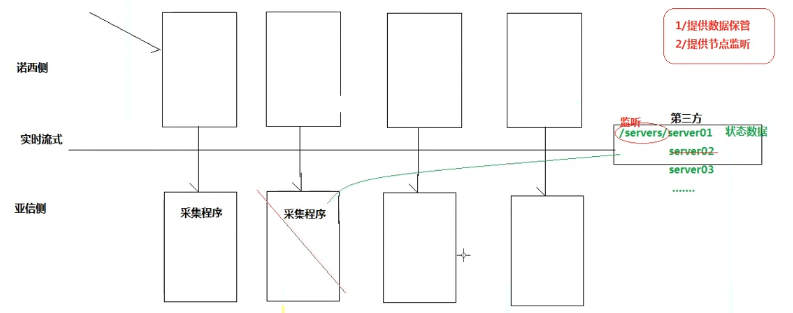 1/提供数据保管
2/提供节点监听
诺西侧
第三方
监听
/servers/server01 状态数据
实时流式
server02
server03
.......
亚信侧
采集程序
采集程序